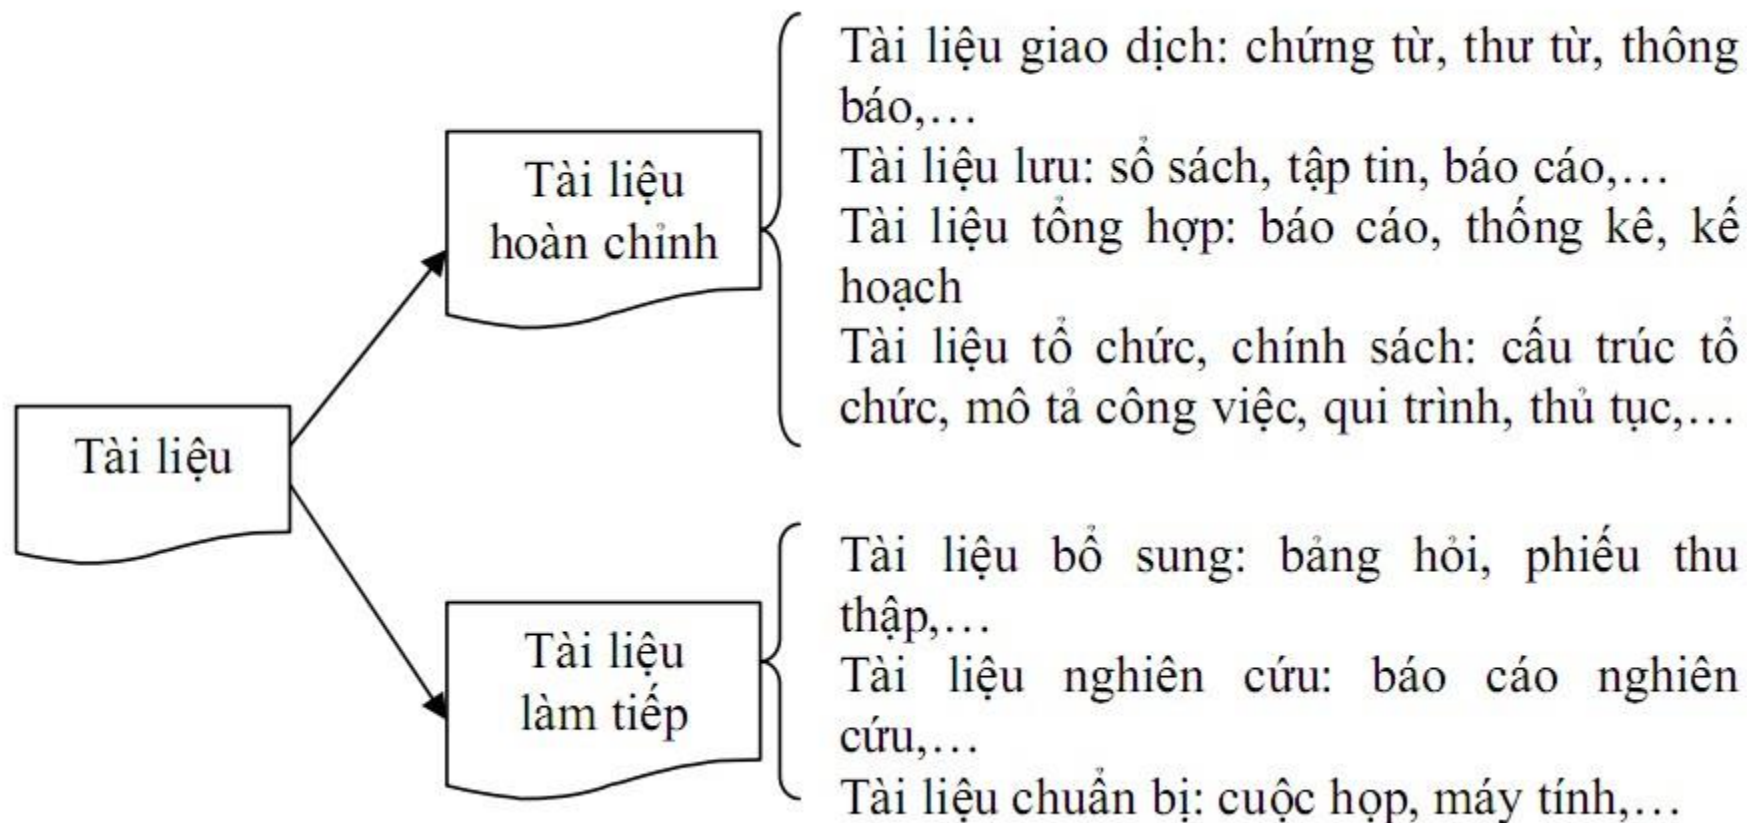 Tài liệu
Tài liệu
hoàn chỉnh
Tài liệu giao dịch: chứng từ, thư từ, thông
báo,…
Tài liệu lưu: sổ sách, tập tin, báo cáo,…
Tài liệu tổng hợp: báo cáo, thống kê, kế
hoạch
Tài liệu tổ chức, chính sách: cấu trúc tổ
chức, mô tả công việc, qui trình, thủ tục,…
Tài liệu
làm tiếp
Tài liệu bổ sung: bảng hỏi, phiếu thu
thập,…
Tài liệu nghiên cứu: báo cáo nghiên
cứu,…
Tài liệu chuẩn bị: cuộc họp, máy tính,…